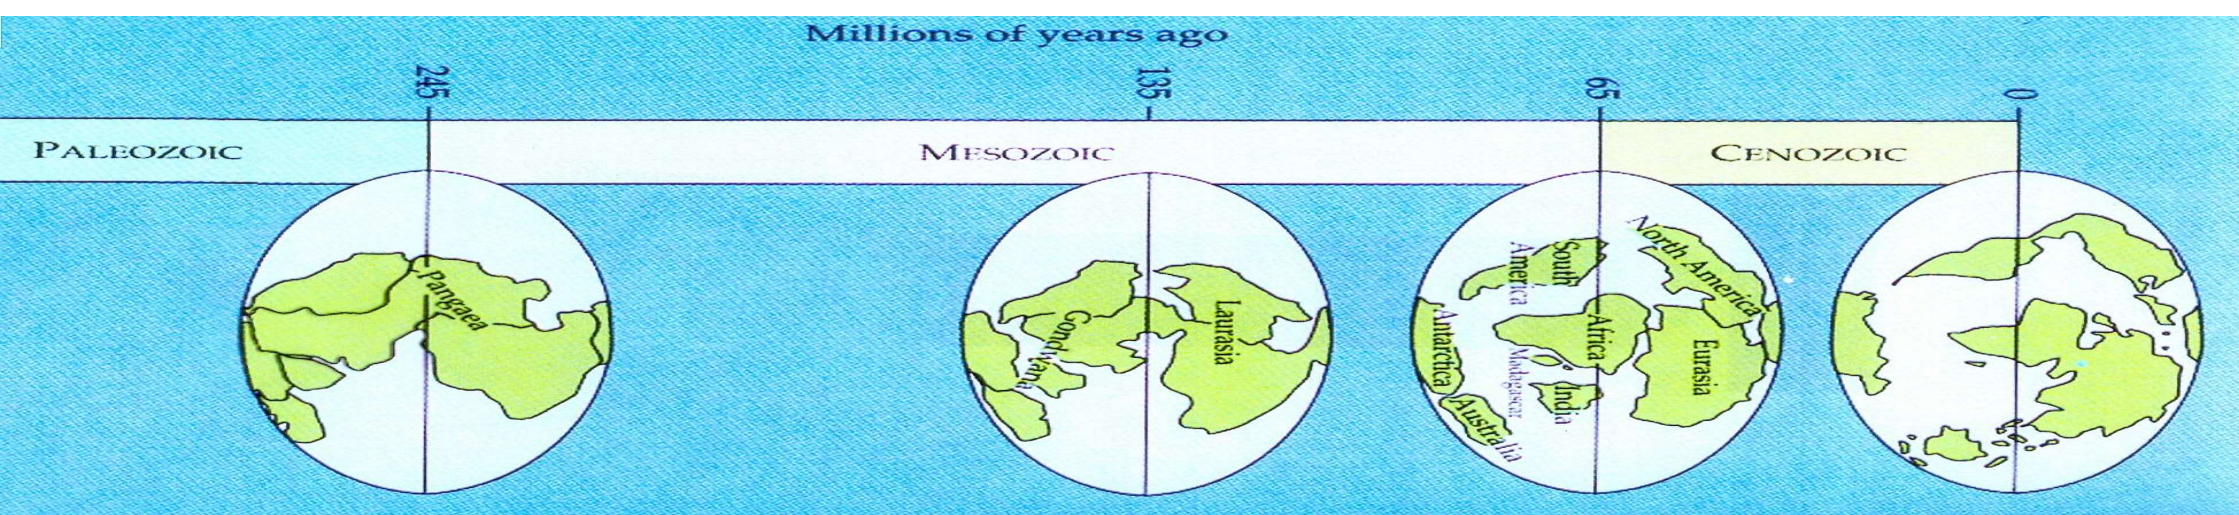 Millions of years ago
245
135
65
0
PALEOZOIC
MESOZOIC
CENOZOIC
Pangaea
Laurasia
Gondwana
North America
South
America
Africa
Eurasia
Madagascar
India
Antarctica
Australia